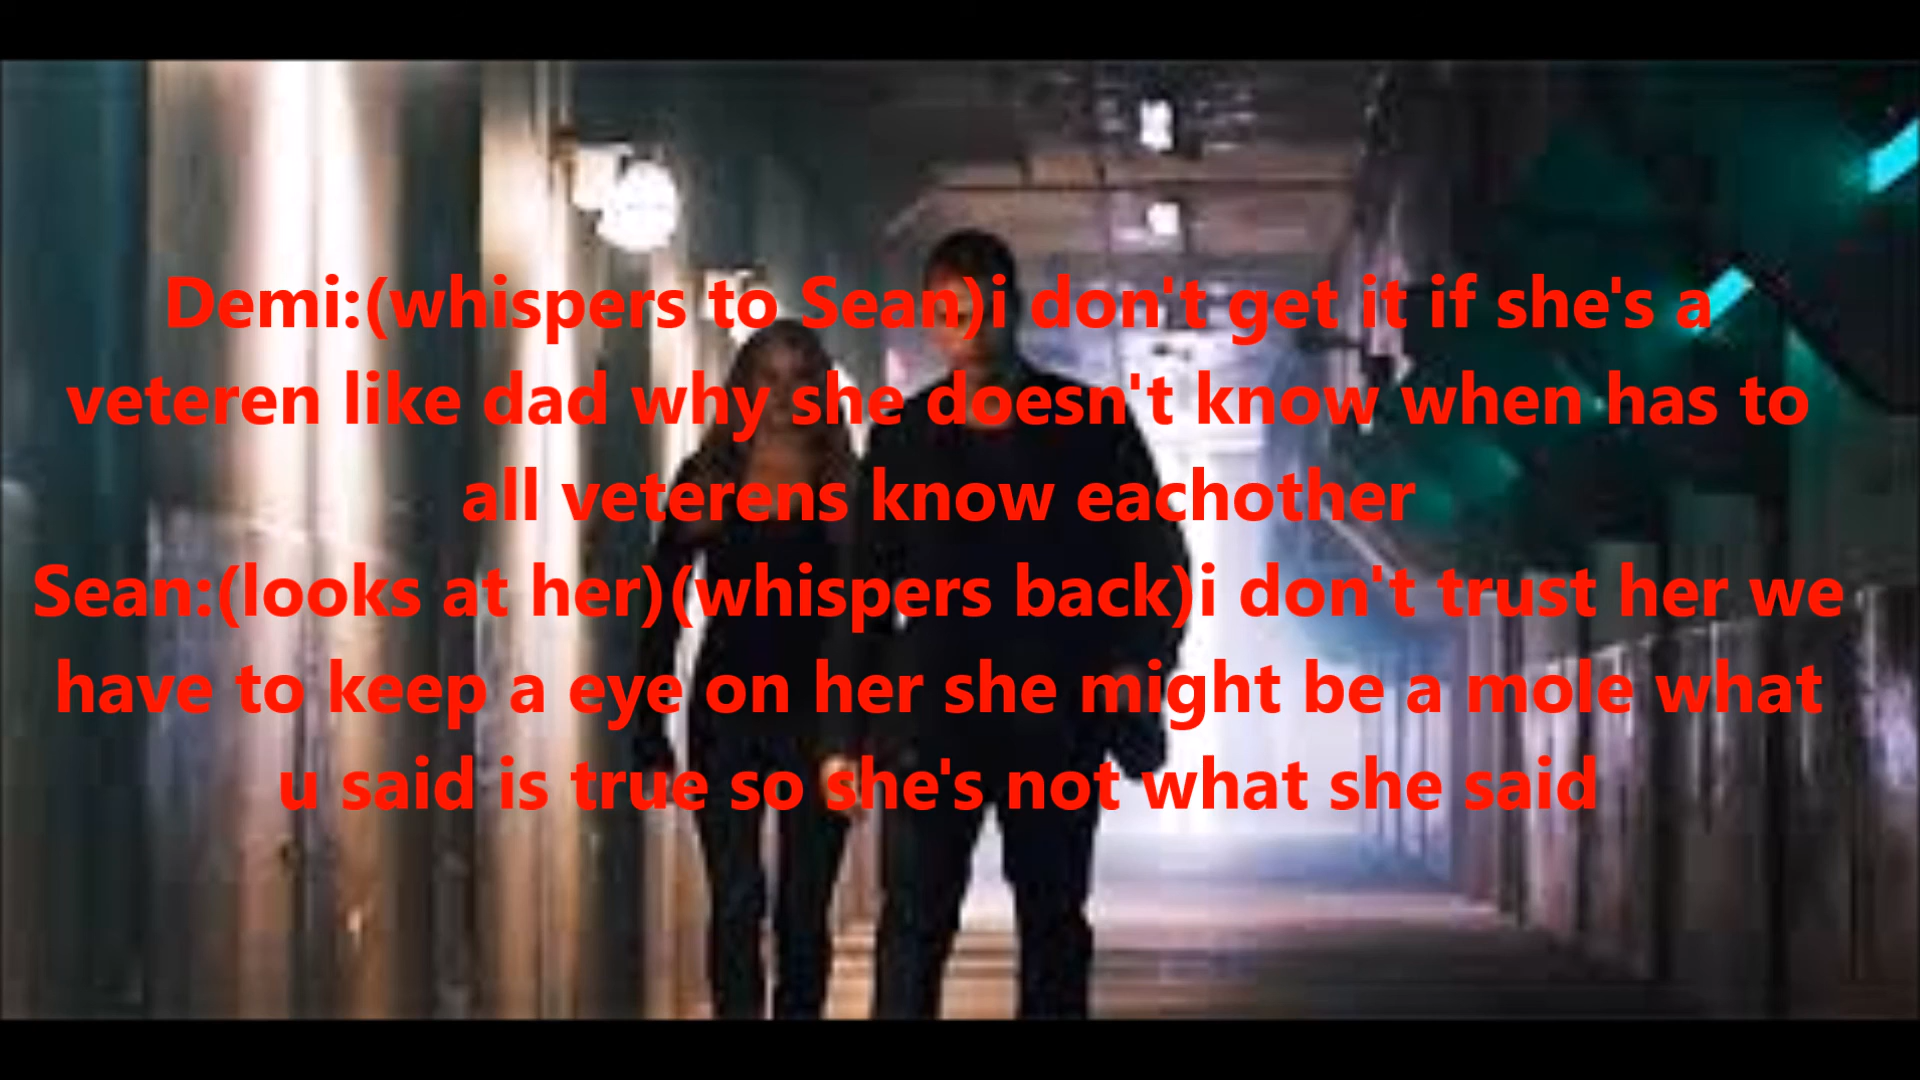 Demi:(whispers to Sean)i don't get it if she's a
veteren like dad why she doesn't know when has to
all veterens know eachother
Sean:(looks at her)(whispers back)i don't trust her we
have to keep a eye on her she might be a mole what
u said is true so she's not what she said